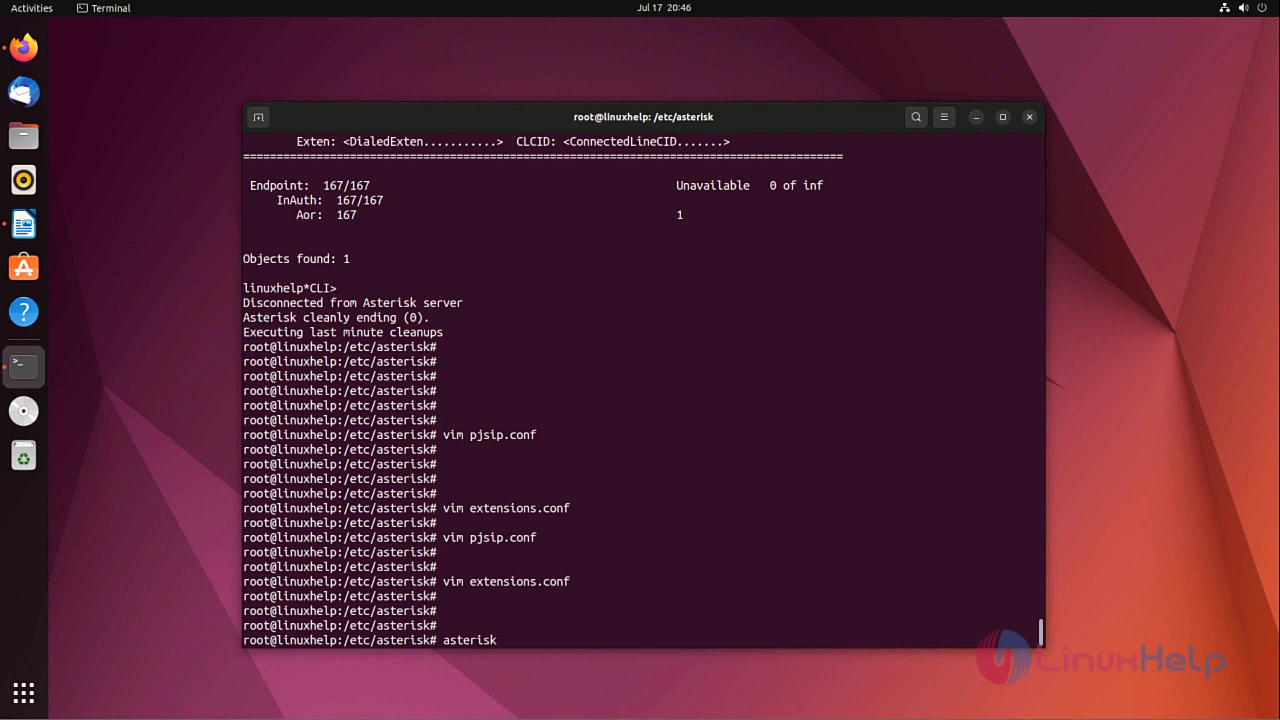 Activities Terminal Jul 17 20:46
root@linuxhelp: /etc/asterisk
Exten: <DialedExten...........> CLCID: <ConnectedLineCID.......>
==========================================================================================
Endpoint: 167/167 Unavailable 0 of inf
InAuth: 167/167
Aor: 167 1
Objects found: 1
linuxhelp*CLI>
Disconnected from Asterisk server
Asterisk cleanly ending (0).
Executing last minute cleanups
root@linuxhelp:/etc/asterisk#
root@linuxhelp:/etc/asterisk#
root@linuxhelp:/etc/asterisk#
root@linuxhelp:/etc/asterisk#
root@linuxhelp:/etc/asterisk#
root@linuxhelp:/etc/asterisk#
root@linuxhelp:/etc/asterisk# vim pjsip.conf
root@linuxhelp:/etc/asterisk#
root@linuxhelp:/etc/asterisk#
root@linuxhelp:/etc/asterisk#
root@linuxhelp:/etc/asterisk#
root@linuxhelp:/etc/asterisk# vim extensions.conf
root@linuxhelp:/etc/asterisk#
root@linuxhelp:/etc/asterisk# vim pjsip.conf
root@linuxhelp:/etc/asterisk#
root@linuxhelp:/etc/asterisk#
root@linuxhelp:/etc/asterisk# vim extensions.conf
root@linuxhelp:/etc/asterisk#
root@linuxhelp:/etc/asterisk#
root@linuxhelp:/etc/asterisk#
root@linuxhelp:/etc/asterisk# asterisk
LinuxHelp